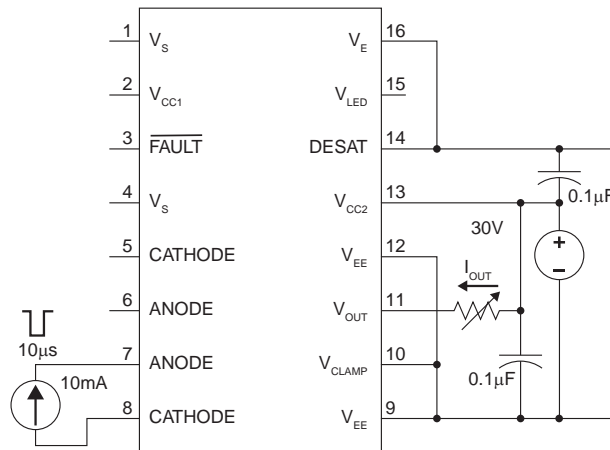 1 V_S V_E 16
2 V_CC1 V_LED 15
3 FAULT DESAT 14
4 V_S V_CC2 13
5 CATHODE V_EE 12
6 ANODE V_OUT 11
7 ANODE V_CLAMP 10
8 CATHODE V_EE 9
10µs
10mA
0.1µF
30V
+
−
I_OUT
0.1µF